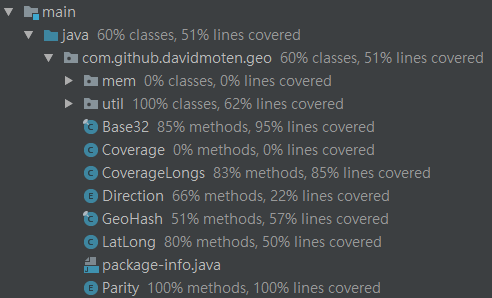 main
java 60% classes, 51% lines covered
com.github.davidmoten.geo 60% classes, 51% lines covered
mem 0% classes, 0% lines covered
util 100% classes, 62% lines covered
Base32 85% methods, 95% lines covered
Coverage 0% methods, 0% lines covered
CoverageLongs 83% methods, 85% lines covered
Direction 66% methods, 22% lines covered
GeoHash 51% methods, 57% lines covered
LatLong 80% methods, 50% lines covered
package-info.java
Parity 100% methods, 100% lines covered